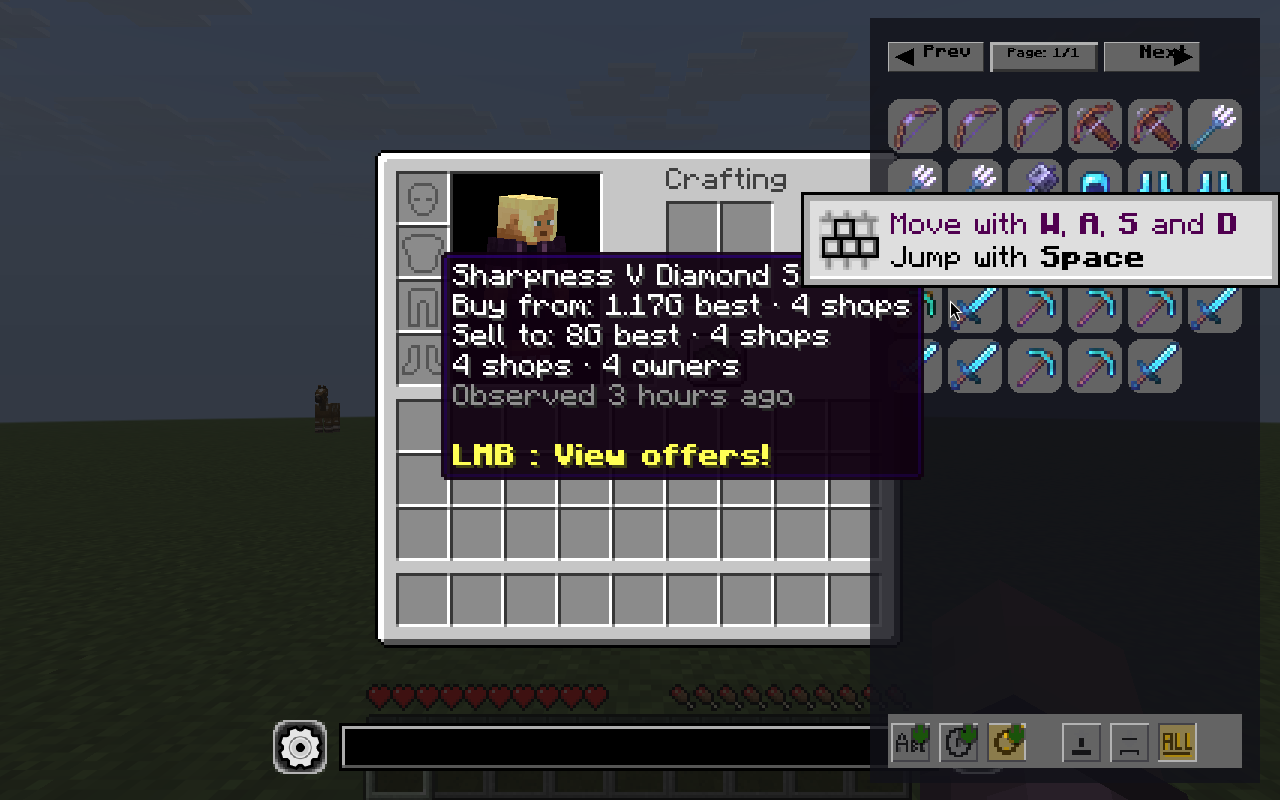 Prev
Page: 1/1
Next
Crafting
Move with W, A, S and D
Jump with Space
Sharpness V Diamond S
Buy from: 1.17G best · 4 shops
Sell to: 8G best · 4 shops
4 shops · 4 owners
Observed 3 hours ago
LMB : View offers!
ALL